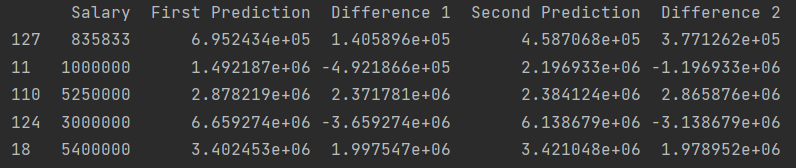 Salary First Prediction Difference 1 Second Prediction Difference 2
127 835833 6.952434e+05 1.405896e+05 4.587068e+05 3.771262e+05
11 1000000 1.492187e+06 -4.921866e+05 2.196933e+06 -1.196933e+06
110 5250000 2.878219e+06 2.371781e+06 2.384124e+06 2.865876e+06
124 3000000 6.659274e+06 -3.659274e+06 6.138679e+06 -3.138679e+06
18 5400000 3.402453e+06 1.997547e+06 3.421048e+06 1.978952e+06